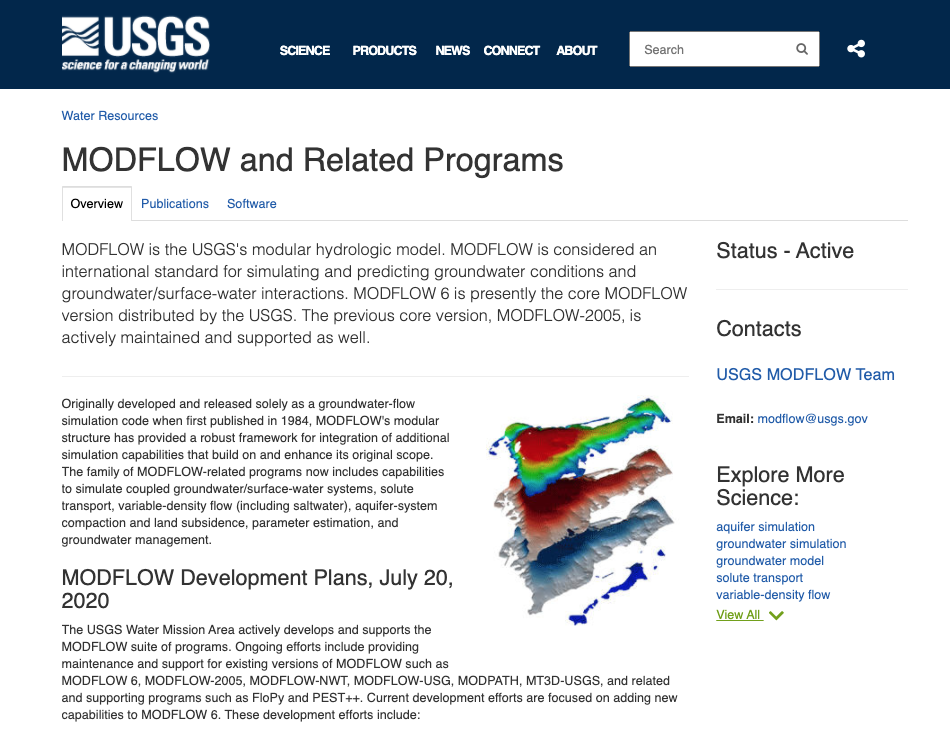 USGS
science for a changing world
SCIENCE PRODUCTS NEWS CONNECT ABOUT
Search
Water Resources
MODFLOW and Related Programs
Overview Publications Software
MODFLOW is the USGS's modular hydrologic model. MODFLOW is considered an
international standard for simulating and predicting groundwater conditions and
groundwater/surface-water interactions. MODFLOW 6 is presently the core MODFLOW
version distributed by the USGS. The previous core version, MODFLOW-2005, is
actively maintained and supported as well.
Originally developed and released solely as a groundwater-flow
simulation code when first published in 1984, MODFLOW's modular
structure has provided a robust framework for integration of additional
simulation capabilities that build on and enhance its original scope.
The family of MODFLOW-related programs now includes capabilities
to simulate coupled groundwater/surface-water systems, solute
transport, variable-density flow (including saltwater), aquifer-system
compaction and land subsidence, parameter estimation, and
groundwater management.
MODFLOW Development Plans, July 20,
2020
The USGS Water Mission Area actively develops and supports the
MODFLOW suite of programs. Ongoing efforts include providing
maintenance and support for existing versions of MODFLOW such as
MODFLOW 6, MODFLOW-2005, MODFLOW-NWT, MODFLOW-USG, MODPATH, MT3D-USGS, and related
and supporting programs such as FloPy and PEST++. Current development efforts are focused on adding new
capabilities to MODFLOW 6. These development efforts include:
Status - Active
Contacts
USGS MODFLOW Team
Email: modflow@usgs.gov
Explore More
Science:
aquifer simulation
groundwater simulation
groundwater model
solute transport
variable-density flow
View All